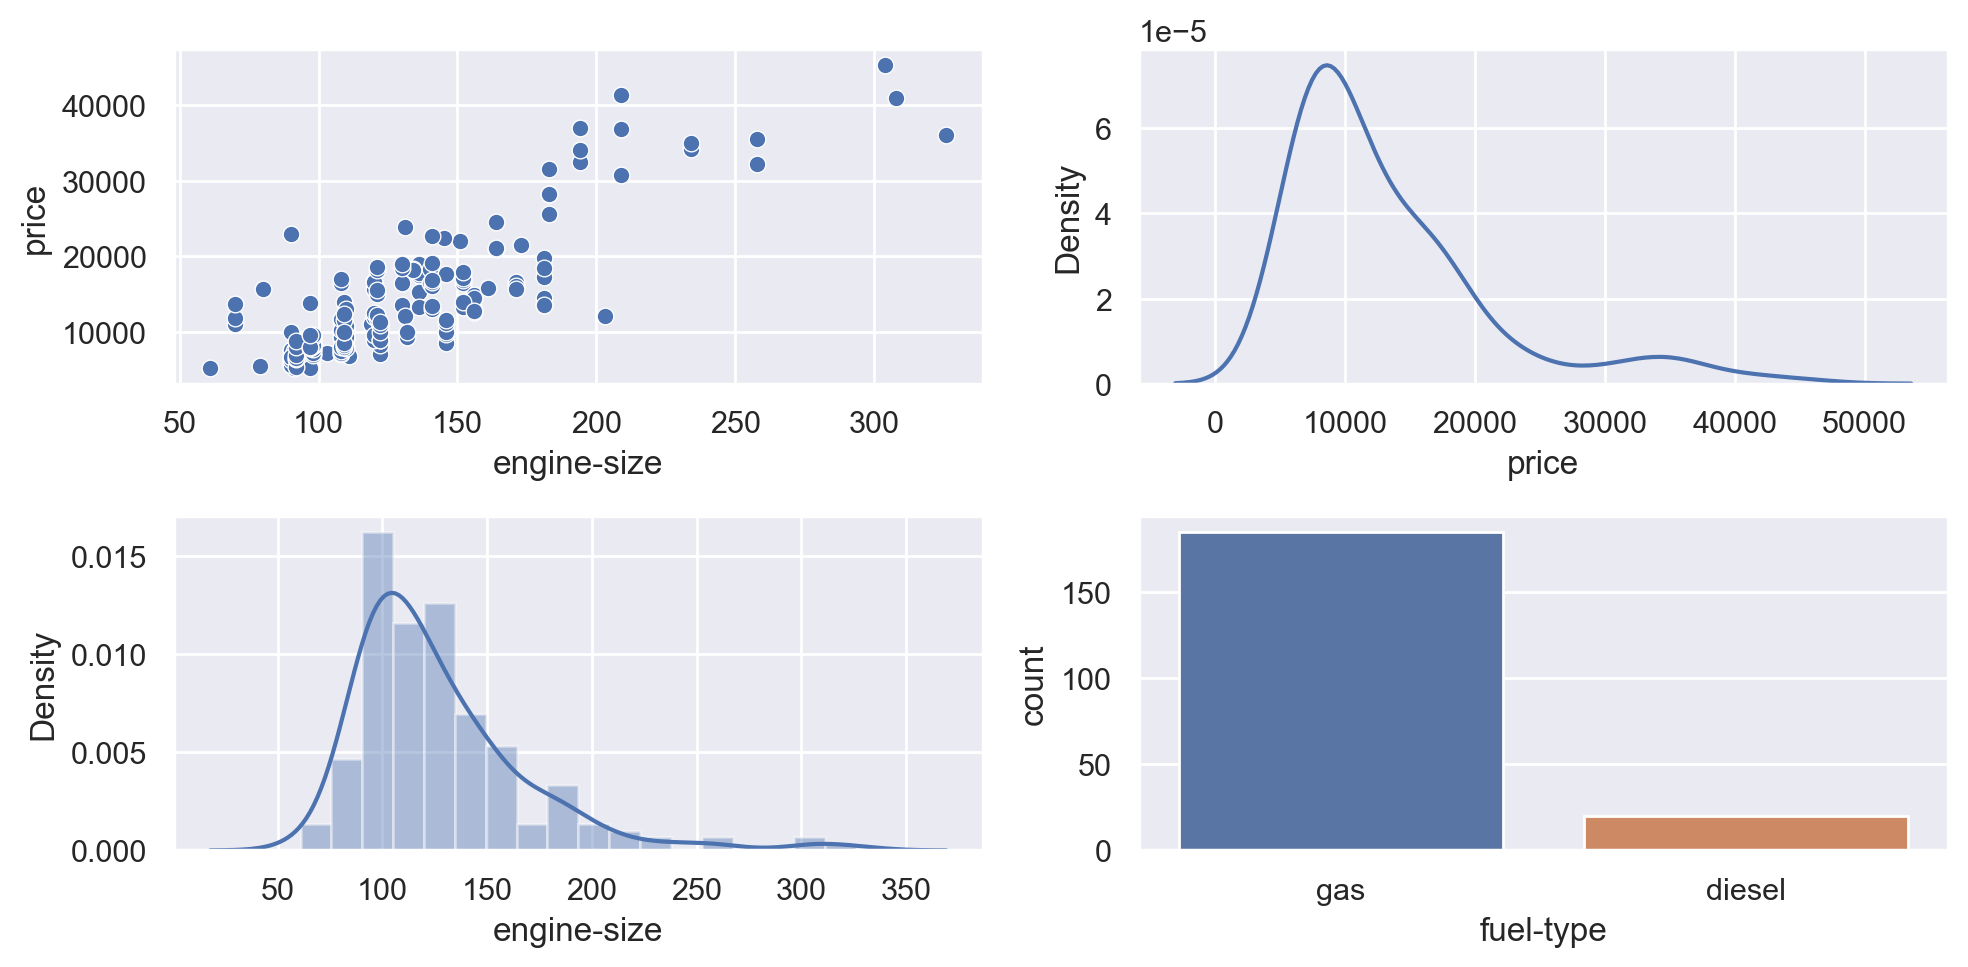 40000
30000
20000
10000
price
50 100 150 200 250 300
engine-size
1e−5
6
4
2
0
Density
0 10000 20000 30000 40000 50000
price
0.015
0.010
0.005
0.000
Density
50 100 150 200 250 300 350
engine-size
150
100
50
0
count
gas diesel
fuel-type